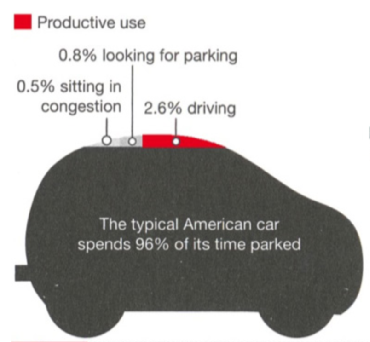 Productive use
0.8% looking for parking
0.5% sitting in
congestion
2.6% driving
The typical American car
spends 96% of its time parked